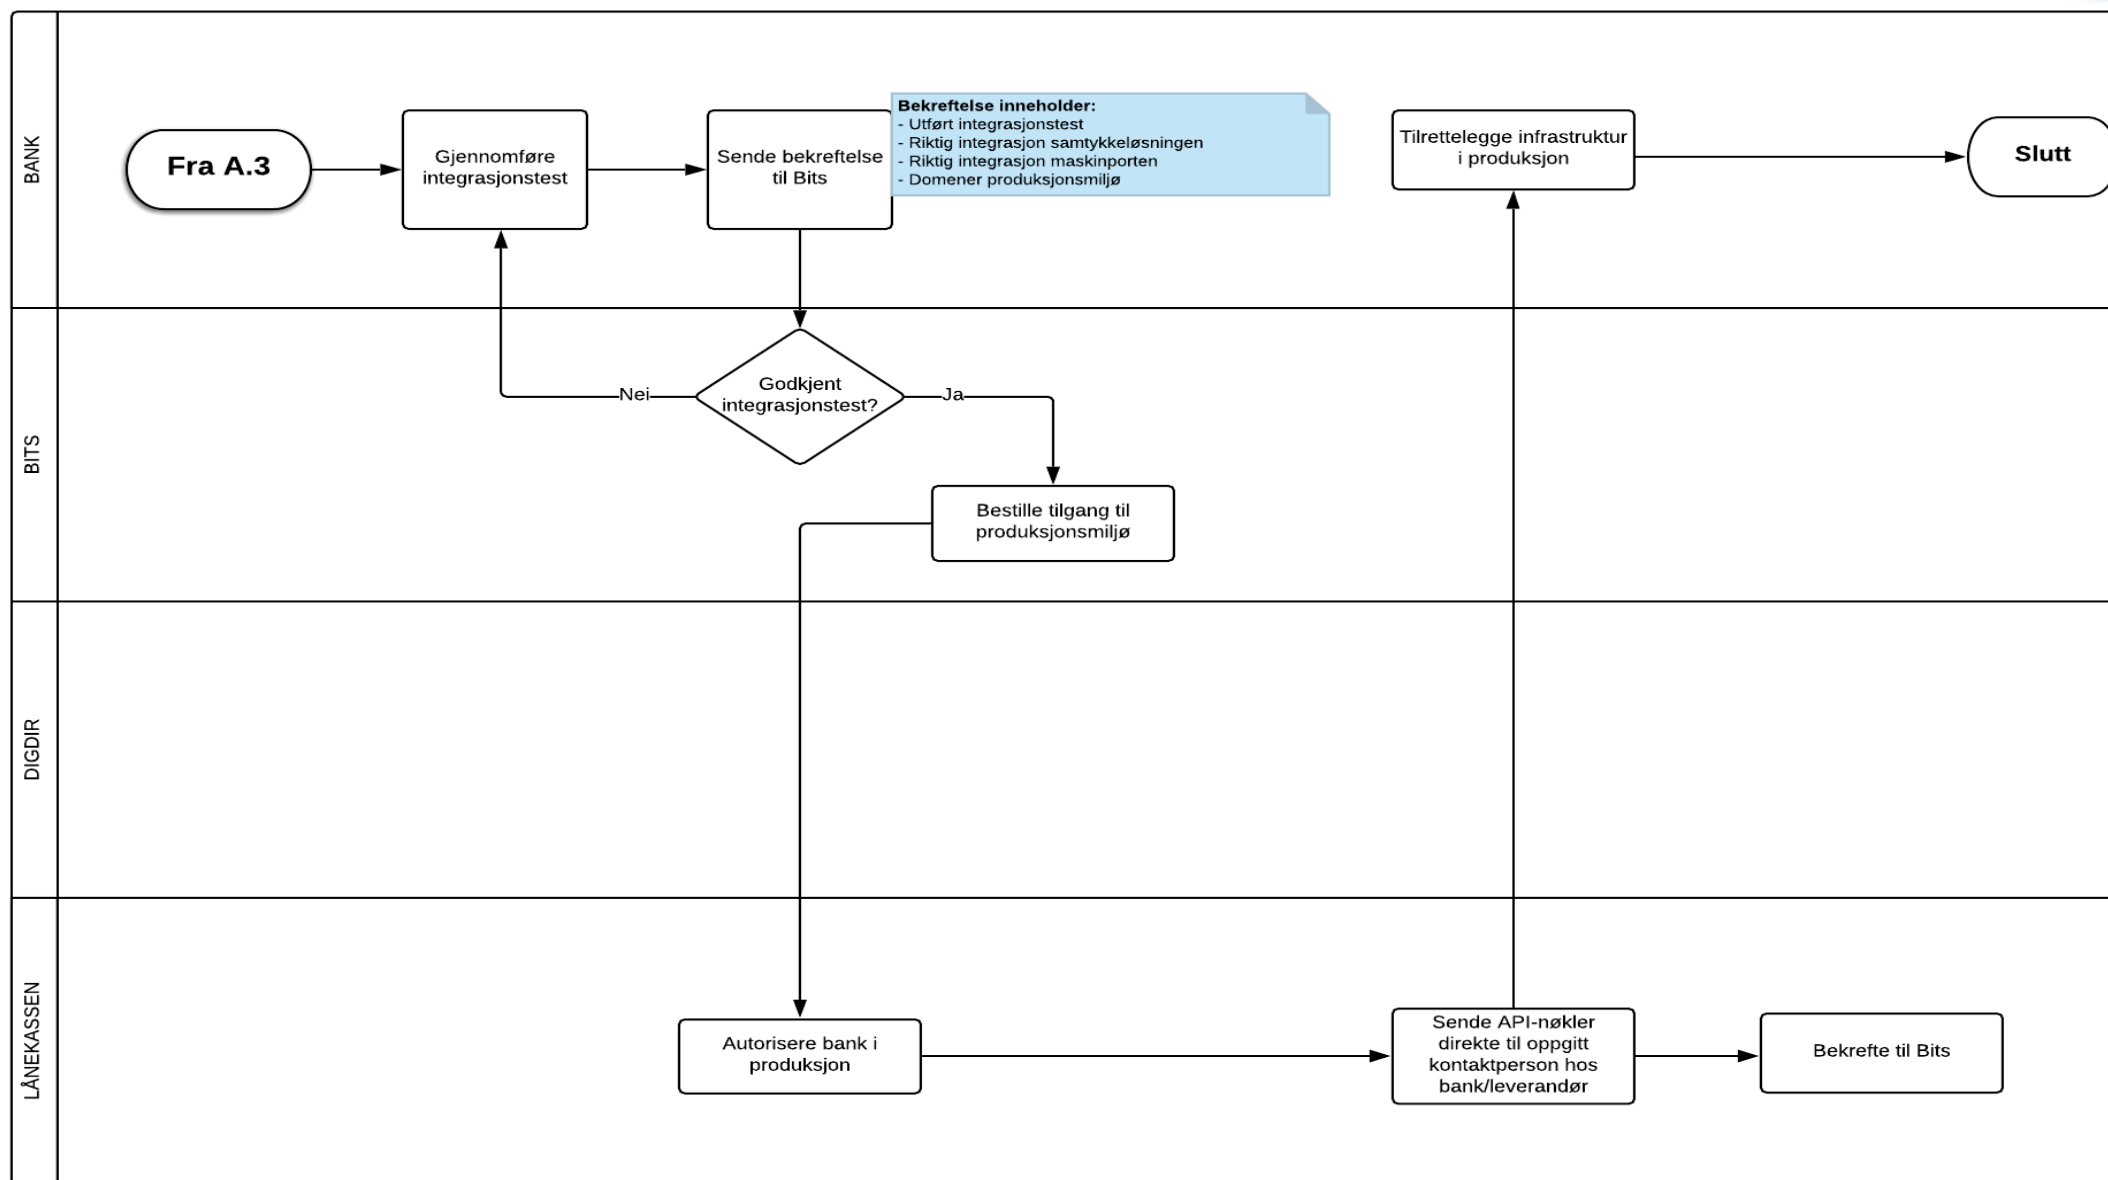 BANK
Fra A.3
Gjennomføre
integrasjonstest
Sende bekreftelse
til Bits
Bekreftelse inneholder:
- Utført integrasjonstest
- Riktig integrasjon samtykkeløsningen
- Riktig integrasjon maskinporten
- Domener produksjonsmiljø
Tilrettelegge infrastruktur
i produksjon
Slutt
BITS
Nei
Godkjent
integrasjonstest?
Ja
Bestille tilgang til
produksjonsmiljø
DIGDIR
LÅNEKASSEN
Autorisere bank i
produksjon
Sende API-nøkler
direkte til oppgitt
kontaktperson hos
bank/leverandør
Bekrefte til Bits